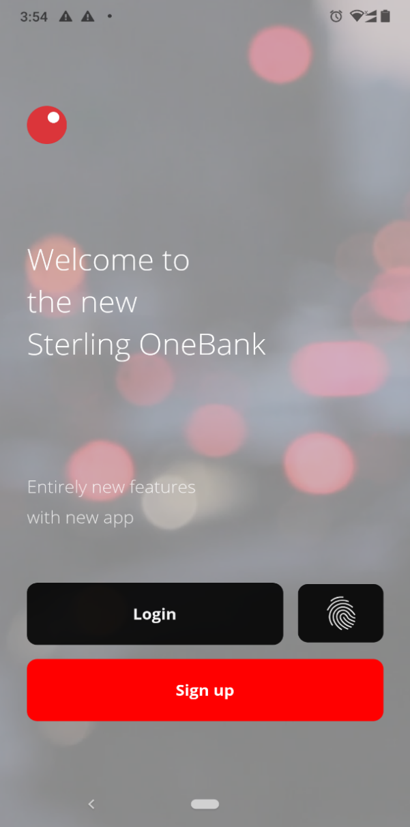 3:54
Welcome to
the new
Sterling OneBank
Entirely new features
with new app
Login
Sign up